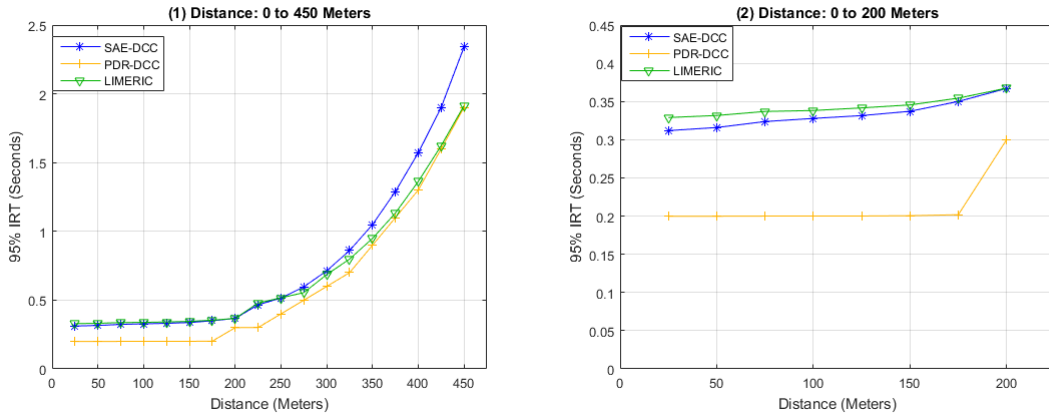 (1) Distance: 0 to 450 Meters
2.5
2
1.5
1
0.5
0
95% IRT (Seconds)
SAE-DCC
PDR-DCC
LIMERIC
0 50 100 150 200 250 300 350 400 450
Distance (Meters)
(2) Distance: 0 to 200 Meters
0.45
0.4
0.35
0.3
0.25
0.2
0.15
0.1
0.05
0
95% IRT (Seconds)
SAE-DCC
PDR-DCC
LIMERIC
0 50 100 150 200
Distance (Meters)